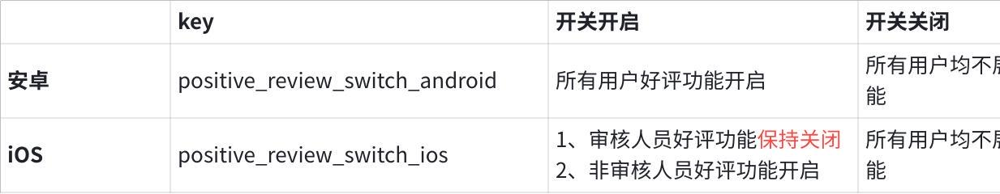 key 开关开启 开关关闭
安卓 positive_review_switch_android 所有用户好评功能开启 所有用户均不
能
iOS positive_review_switch_ios 1、审核人员好评功能保持关闭 所有用户均不
2、非审核人员好评功能开启 能